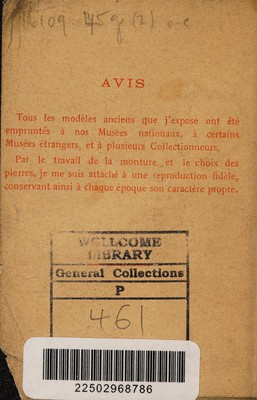 AVIS
Tous les modèles anciens que j'expose ont été
empruntés à nos Musées nationaux, à certains
Musées étrangers, et à plusieurs Collectionneurs.
Par le travail de la monture et le choix des
pierres, je me suis attaché à une reproduction fidèle,
conservant ainsi à chaque époque son caractère propre.
WELLCOME
LIBRARY
General Collections
P
461
22502968786